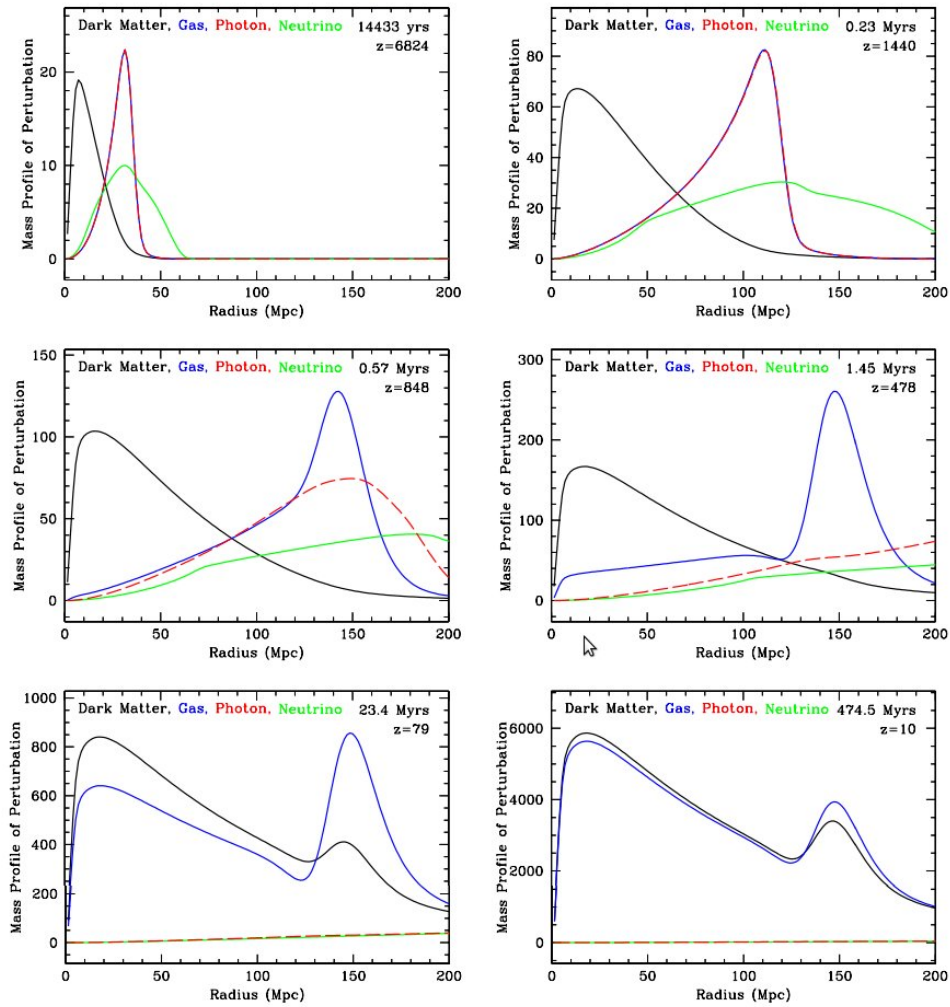 Dark Matter, Gas, Photon, Neutrino 14433 yrs
z=6824
20
10
0
Mass Profile of Perturbation
0 50 100 150 200
Radius (Mpc)
Dark Matter, Gas, Photon, Neutrino 0.23 Myrs
z=1440
80
60
40
20
0
Mass Profile of Perturbation
0 50 100 150 200
Radius (Mpc)
Dark Matter, Gas, Photon, Neutrino 0.57 Myrs
z=848
150
100
50
0
Mass Profile of Perturbation
0 50 100 150 200
Radius (Mpc)
Dark Matter, Gas, Photon, Neutrino 1.45 Myrs
z=478
300
200
100
0
Mass Profile of Perturbation
0 50 100 150 200
Radius (Mpc)
Dark Matter, Gas, Photon, Neutrino 23.4 Myrs
z=79
1000
800
600
400
200
0
Mass Profile of Perturbation
0 50 100 150 200
Radius (Mpc)
Dark Matter, Gas, Photon, Neutrino 474.5 Myrs
z=10
6000
4000
2000
0
Mass Profile of Perturbation
0 50 100 150 200
Radius (Mpc)